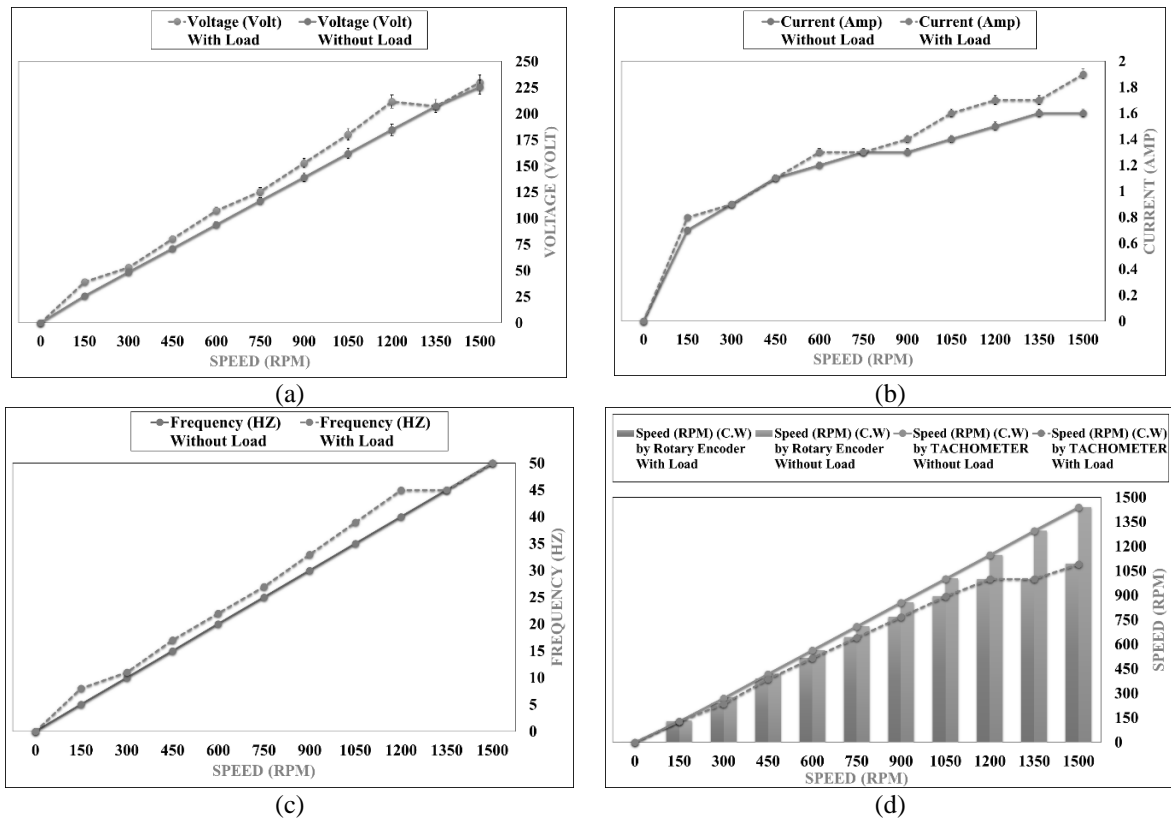 Voltage (Volt) With Load
Voltage (Volt) Without Load
250
225
200
175
150
125
100
75
50
25
0
VOLTAGE (VOLT)
0 150 300 450 600 750 900 1050 1200 1350 1500
SPEED (RPM)
(a)
Current (Amp) Without Load
Current (Amp) With Load
2
1.8
1.6
1.4
1.2
1
0.8
0.6
0.4
0.2
0
CURRENT (AMP)
0 150 300 450 600 750 900 1050 1200 1350 1500
SPEED (RPM)
(b)
Frequency (HZ) Without Load
Frequency (HZ) With Load
50
45
40
35
30
25
20
15
10
5
0
FREQUENCY (HZ)
0 150 300 450 600 750 900 1050 1200 1350 1500
SPEED (RPM)
(c)
Speed (RPM) (C.W) by Rotary Encoder With Load
Speed (RPM) (C.W) by Rotary Encoder Without Load
Speed (RPM) (C.W) by TACHOMETER Without Load
Speed (RPM) (C.W) by TACHOMETER With Load
1500
1350
1200
1050
900
750
600
450
300
150
0
SPEED (RPM)
0 150 300 450 600 750 900 1050 1200 1350 1500
SPEED (RPM)
(d)